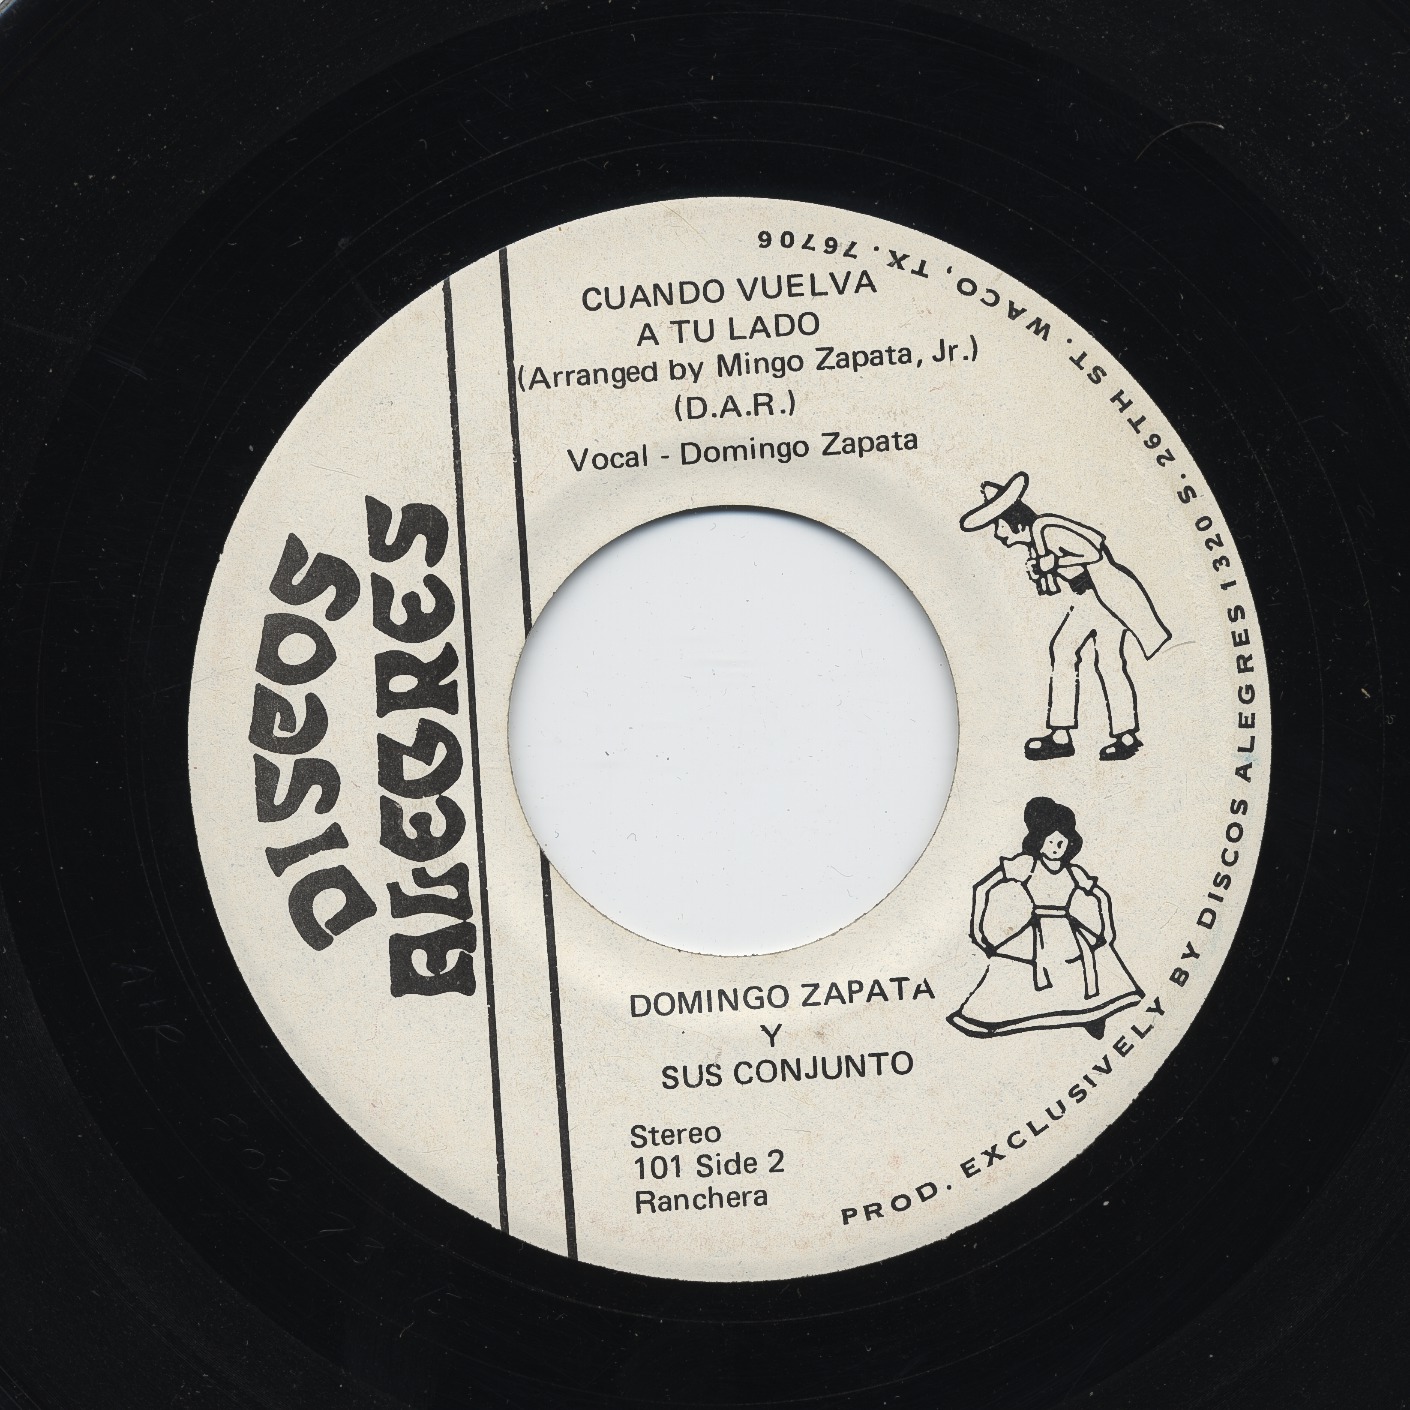 CUANDO VUELVA
A TU LADO
(Arranged by Mingo Zapata, Jr.)
(D.A.R.)
Vocal - Domingo Zapata
DISCOS
ALEGRES
DOMINGO ZAPATA
Y
SUS CONJUNTO
Stereo
101 Side 2
Ranchera
PROD. EXCLUSIVELY BY DISCOS ALEGRES 1320 S. 26TH ST. WACO, TX. 76706